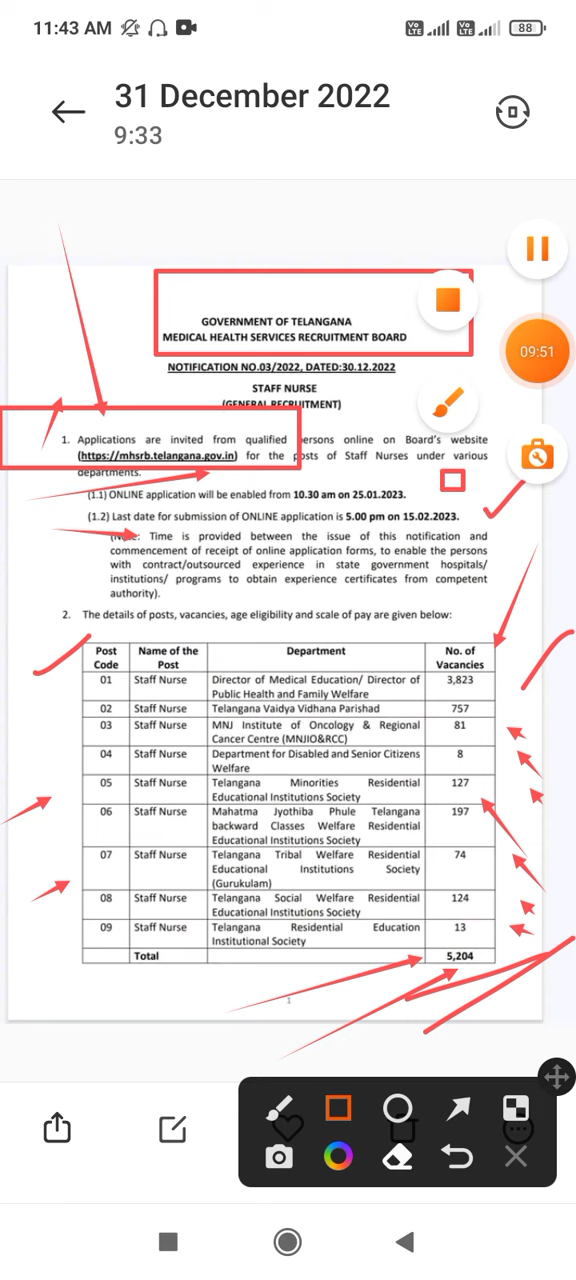 11:43 AM
Vo LTE Vo LTE 88
31 December 2022
9:33
09:51
GOVERNMENT OF TELANGANA
MEDICAL HEALTH SERVICES RECRUITMENT BOARD
NOTIFICATION NO.03/2022, DATED:30.12.2022
STAFF NURSE
(GENERAL RECRUITMENT)
1. Applications are invited from qualified persons online on Board's website
(https://mhsrb.telangana.gov.in) for the posts of Staff Nurses under various
departments.
(1.1) ONLINE application will be enabled from 10.30 am on 25.01.2023.
(1.2) Last date for submission of ONLINE application is 5.00 pm on 15.02.2023.
(Note: Time is provided between the issue of this notification and
commencement of receipt of online application forms, to enable the persons
with contract/outsourced experience in state government hospitals/
institutions/ programs to obtain experience certificates from competent
authority).
2. The details of posts, vacancies, age eligibility and scale of pay are given below:
Post Code Name of the Post Department No. of Vacancies
01 Staff Nurse Director of Medical Education/ Director of 3,823
Public Health and Family Welfare
02 Staff Nurse Telangana Vaidya Vidhana Parishad 757
03 Staff Nurse MNJ Institute of Oncology & Regional 81
Cancer Centre (MNJIO&RCC)
04 Staff Nurse Department for Disabled and Senior Citizens 8
Welfare
05 Staff Nurse Telangana Minorities Residential 127
Educational Institutions Society
06 Staff Nurse Mahatma Jyothiba Phule Telangana 197
backward Classes Welfare Residential
Educational Institutions Society
07 Staff Nurse Telangana Tribal Welfare Residential 74
Educational Institutions Society
(Gurukulam)
08 Staff Nurse Telangana Social Welfare Residential 124
Educational Institutions Society
09 Staff Nurse Telangana Residential Education 13
Institutional Society
Total 5,204
1